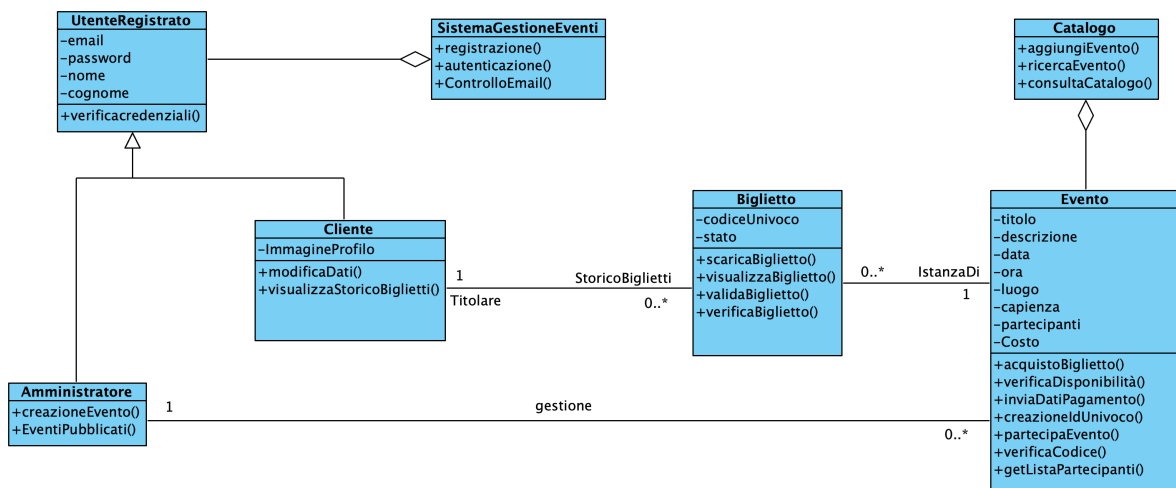 UtenteRegistrato
-email
-password
-nome
-cognome
+verificacredenziali()
SistemaGestioneEventi
+registrazione()
+autenticazione()
+ControlloEmail()
Catalogo
+aggiungiEvento()
+ricercaEvento()
+consultaCatalogo()
Cliente
-ImmagineProfilo
+modificaDati()
+visualizzaStoricoBiglietti()
1
Titolare
StoricoBiglietti
0..*
Biglietto
-codiceUnivoco
-stato
+scaricaBiglietto()
+visualizzaBiglietto()
+validaBiglietto()
+verificaBiglietto()
0..*
IstanzaDi
1
Evento
-titolo
-descrizione
-data
-ora
-luogo
-capienza
-partecipanti
-Costo
+acquistoBiglietto()
+verificaDisponibilità()
+inviaDatiPagamento()
+creazioneIdUnivoco()
+partecipaEvento()
+verificaCodice()
+getListaPartecipanti()
Amministratore
+creazioneEvento()
+EventiPubblicati()
1
gestione
0..*